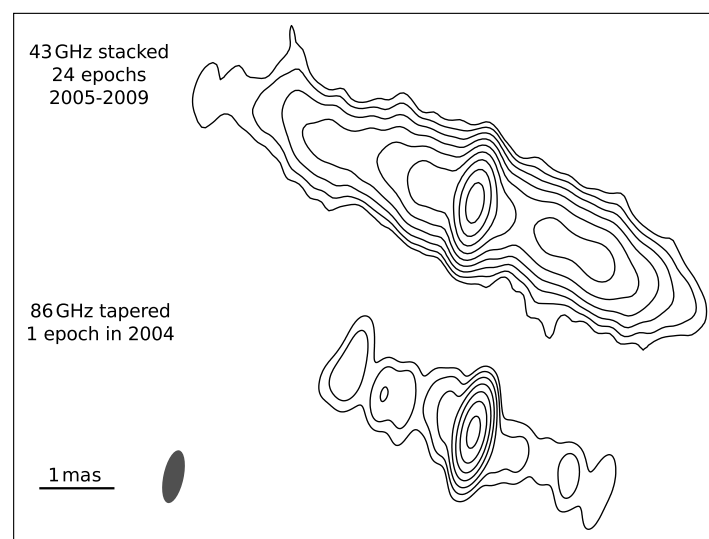 43 GHz stacked
24 epochs
2005-2009
86 GHz tapered
1 epoch in 2004
1 mas